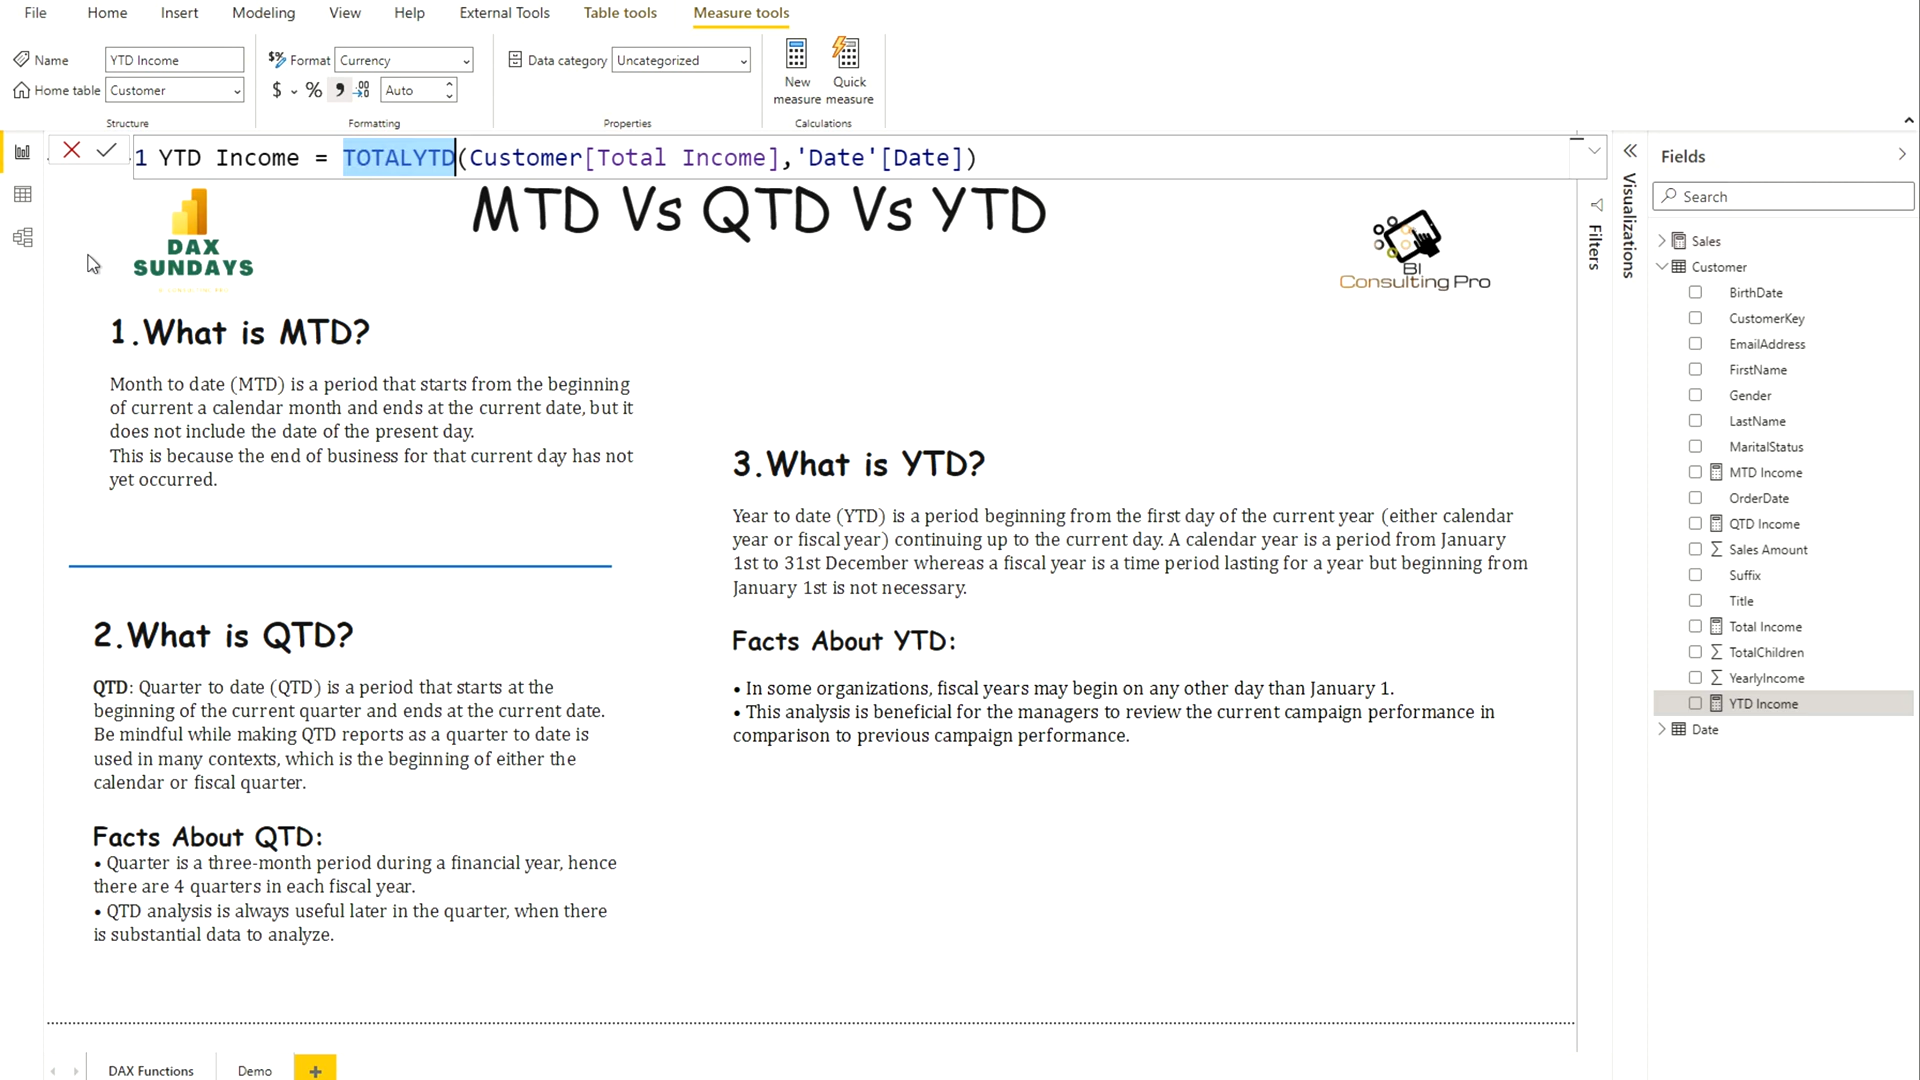 File Home Insert Modeling View Help External Tools Table tools Measure tools
Name YTD Income
Home table Customer
Structure
Format Currency
$ % , .00 Auto
Formatting
Data category Uncategorized
Properties
New measure
Quick measure
Calculations
1 YTD Income = TOTALYTD(Customer[Total Income],'Date'[Date])
MTD Vs QTD Vs YTD
DAX
SUNDAYS
BI
Consulting Pro
1.What is MTD?
Month to date (MTD) is a period that starts from the beginning
of current a calendar month and ends at the current date, but it
does not include the date of the present day.
This is because the end of business for that current day has not
yet occurred.
2.What is QTD?
QTD: Quarter to date (QTD) is a period that starts at the
beginning of the current quarter and ends at the current date.
Be mindful while making QTD reports as a quarter to date is
used in many contexts, which is the beginning of either the
calendar or fiscal quarter.
Facts About QTD:
• Quarter is a three-month period during a financial year, hence
there are 4 quarters in each fiscal year.
• QTD analysis is always useful later in the quarter, when there
is substantial data to analyze.
3.What is YTD?
Year to date (YTD) is a period beginning from the first day of the current year (either calendar
year or fiscal year) continuing up to the current day. A calendar year is a period from January
1st to 31st December whereas a fiscal year is a time period lasting for a year but beginning from
January 1st is not necessary.
Facts About YTD:
• In some organizations, fiscal years may begin on any other day than January 1.
• This analysis is beneficial for the managers to review the current campaign performance in
comparison to previous campaign performance.
Filters
Visualizations
Fields
Search
Sales
Customer
BirthDate
CustomerKey
EmailAddress
FirstName
Gender
LastName
MaritalStatus
MTD Income
OrderDate
QTD Income
Sales Amount
Suffix
Title
Total Income
TotalChildren
YearlyIncome
YTD Income
Date
DAX Functions Demo +